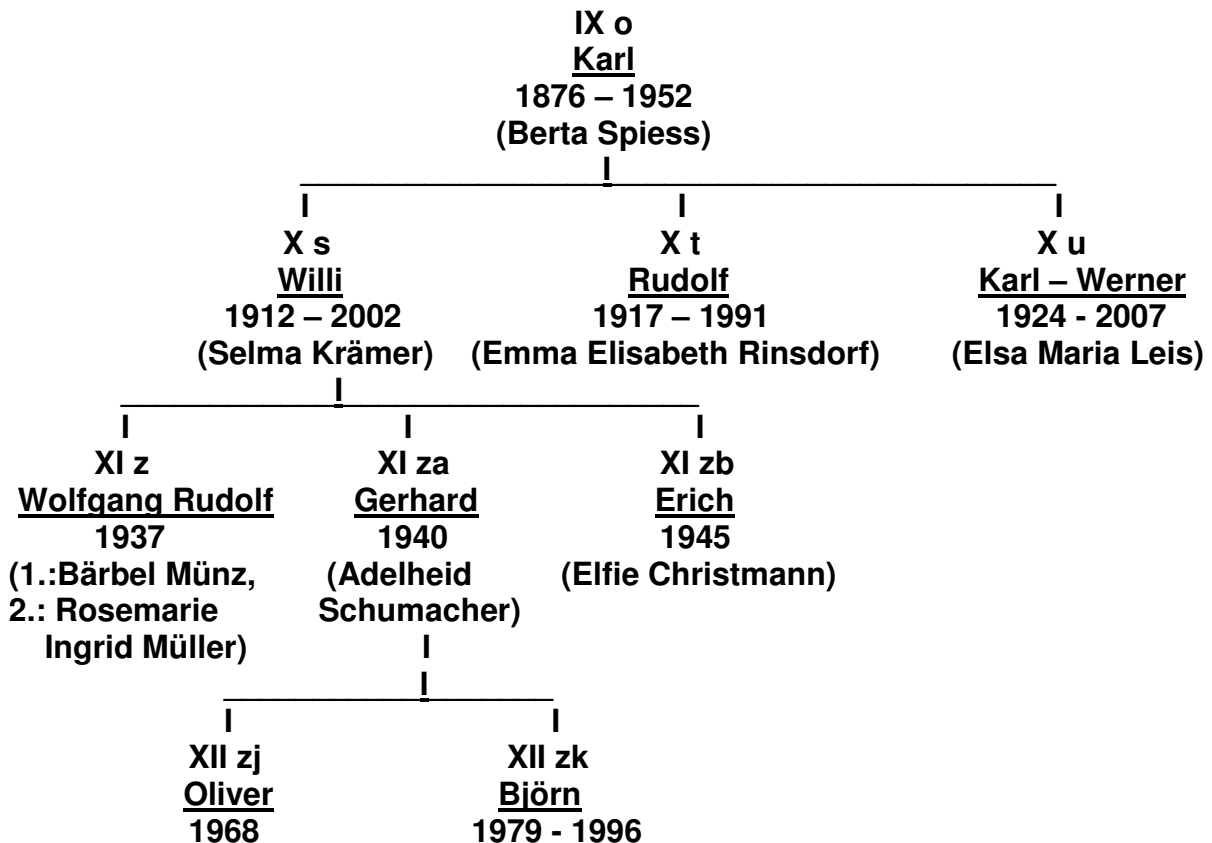 IX o
Karl
1876 – 1952
(Berta Spiess)
X s
Willi
1912 – 2002
(Selma Krämer)
X t
Rudolf
1917 – 1991
(Emma Elisabeth Rinsdorf)
X u
Karl – Werner
1924 - 2007
(Elsa Maria Leis)
XI z
Wolfgang Rudolf
1937
(1.:Bärbel Münz,
2.: Rosemarie
Ingrid Müller)
XI za
Gerhard
1940
(Adelheid
Schumacher)
XI zb
Erich
1945
(Elfie Christmann)
XII zj
Oliver
1968
XII zk
Björn
1979 - 1996